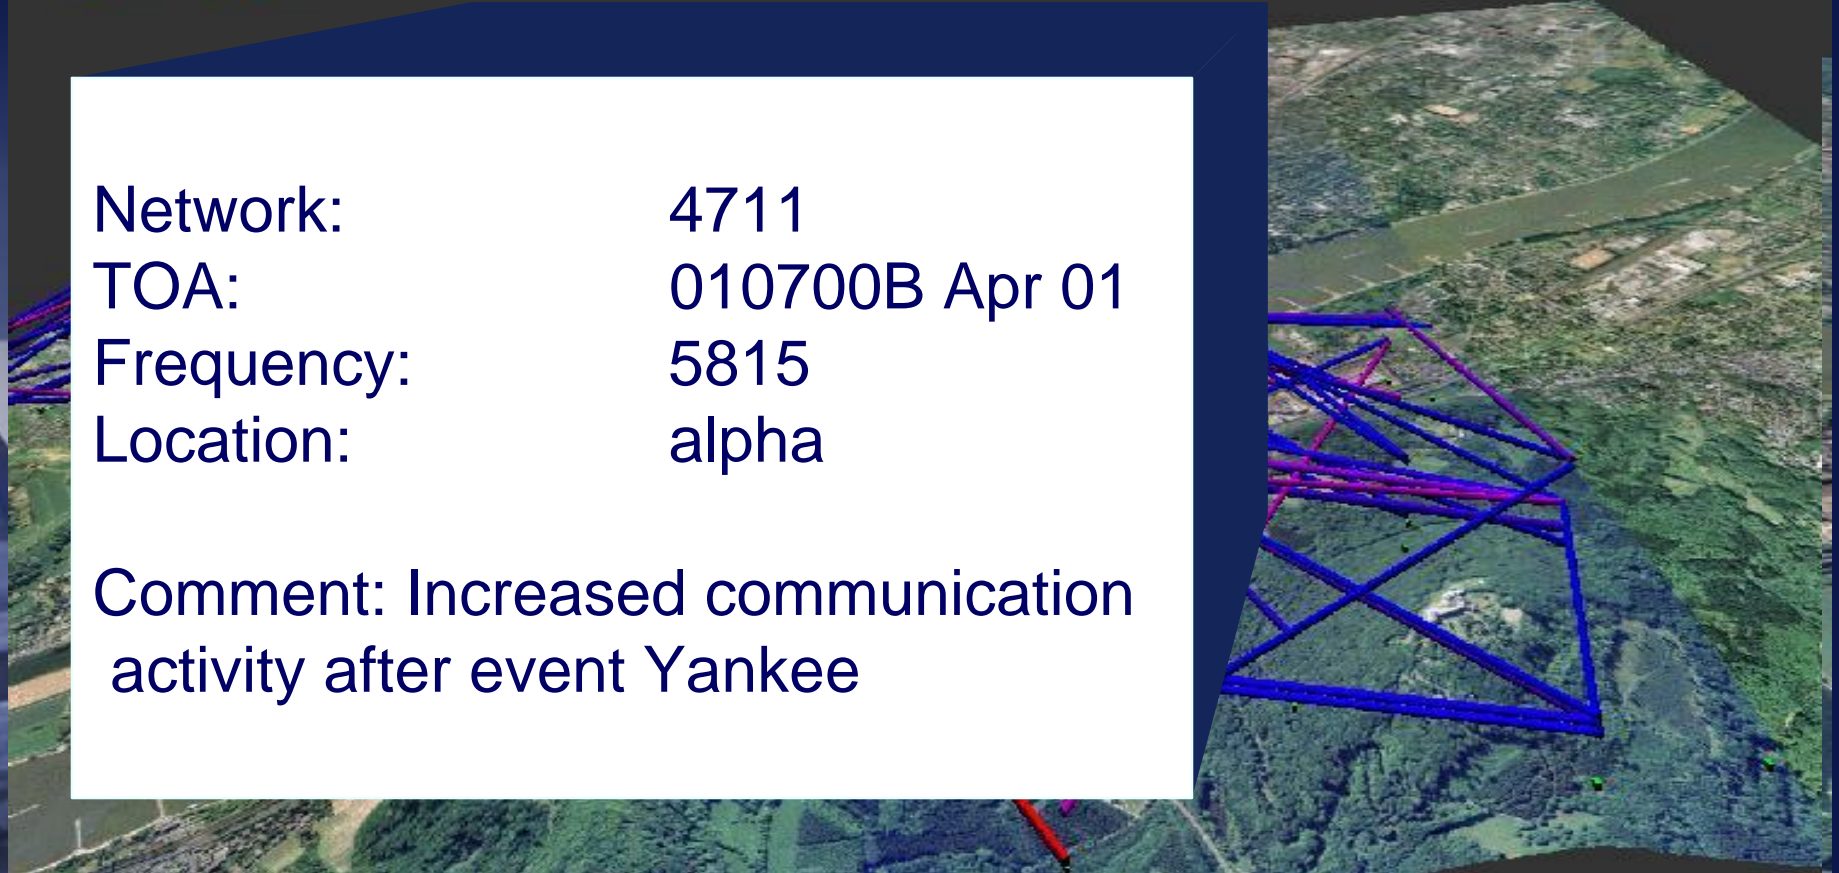 Network: 4711
TOA: 010700B Apr 01
Frequency: 5815
Location: alpha
Comment: Increased communication
activity after event Yankee